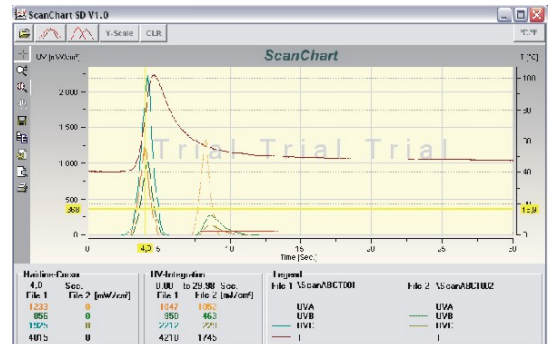 ScanChart SD V1.0
Y-Scale CLR °C/°F
UV [mW/cm²] ScanChart T [°C]
2 000
1 500
1 000
500
368
100
80
60
40
20
0
Trial Trial Trial
0 4,0 5 10 15 20 25 30
Time [Sec.]
Hairline-Cursor
4,0 Sec.
File 1 File 2 [mW/cm²]
1233 0
856 0
1925 0
4015 0
UV-Integration
0.00 to 29.98 Sec.
File 1 File 2 [mJ/cm²]
1047 1052
950 463
2212 229
4210 1745
Legend
File 1 \ScanABCT001 File 2 \ScanABCT002
UVA UVA
UVB UVB
UVC UVC
T T